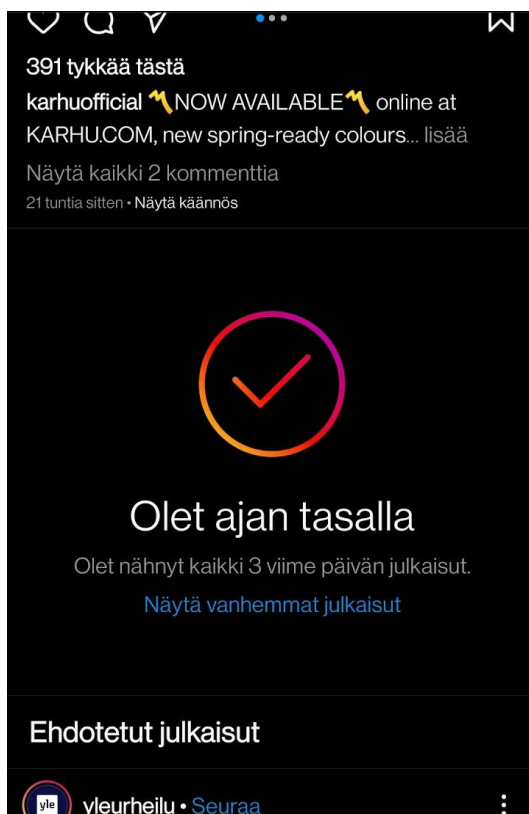 391 tykkää tästä
karhuofficial 〽️NOW AVAILABLE〽️ online at
KARHU.COM, new spring-ready colours... lisää
Näytä kaikki 2 kommenttia
21 tuntia sitten • Näytä käännös
Olet ajan tasalla
Olet nähnyt kaikki 3 viime päivän julkaisut.
Näytä vanhemmat julkaisut
Ehdotetut julkaisut
yle
yleurheilu • Seuraa